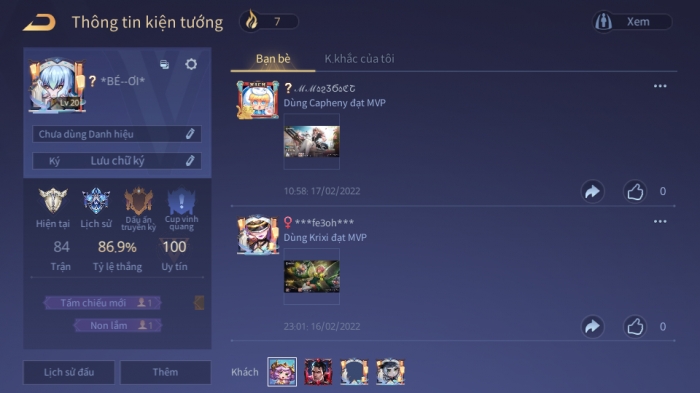 Thông tin kiện tướng
7
Xem
Bạn bè
K.khắc của tôi
? *BÉ--ƠI*
Lv 20
Chưa dùng Danh hiệu
Ký Lưu chữ ký
Hiện tại
Lịch sử
Dấu ấn truyền kỳ
Cup vinh quang
84
86.9%
100
Trận
Tỷ lệ thắng
Uy tín
Tấm chiếu mới 1
Non lắm 1
Lịch sử đấu
Thêm
Dùng Capheny đạt MVP
10:58: 17/02/2022
0
***fe3oh***
Dùng Krixi đạt MVP
23:01: 16/02/2022
0
Khách